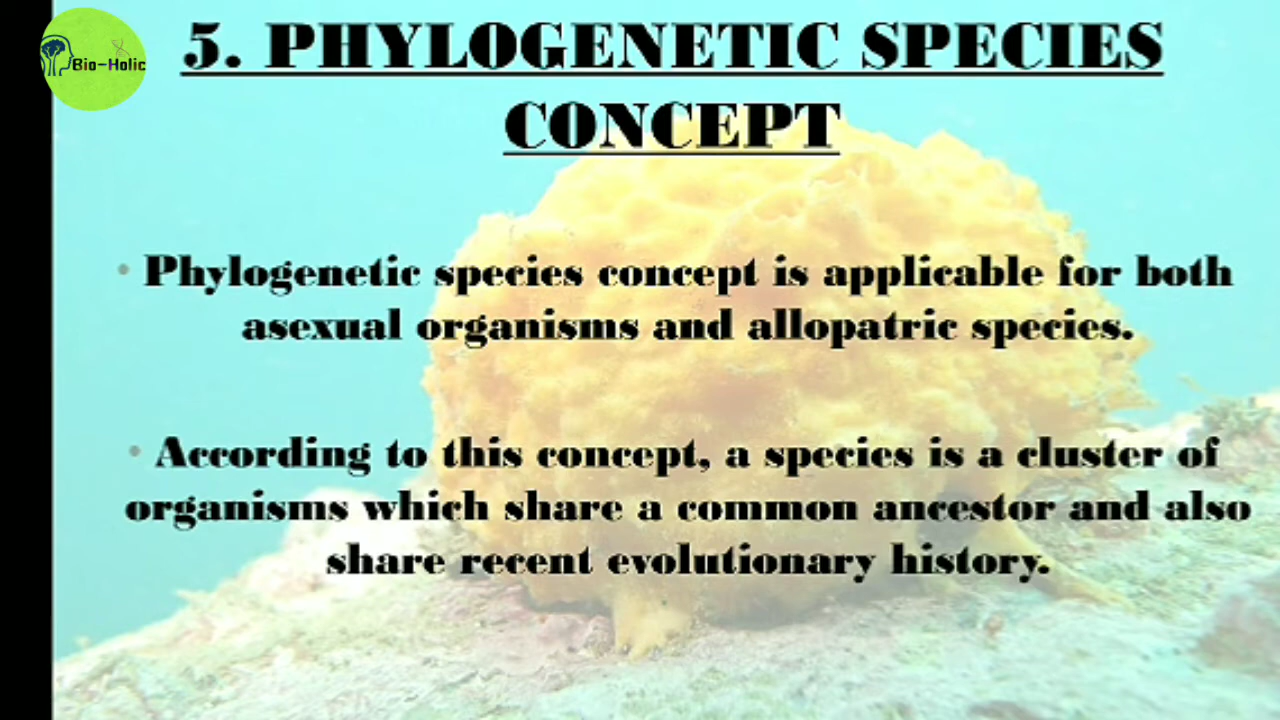 Bio-Holic
5. PHYLOGENETIC SPECIES
CONCEPT
• Phylogenetic species concept is applicable for both
asexual organisms and allopatric species.
• According to this concept, a species is a cluster of
organisms which share a common ancestor and also
share recent evolutionary history.